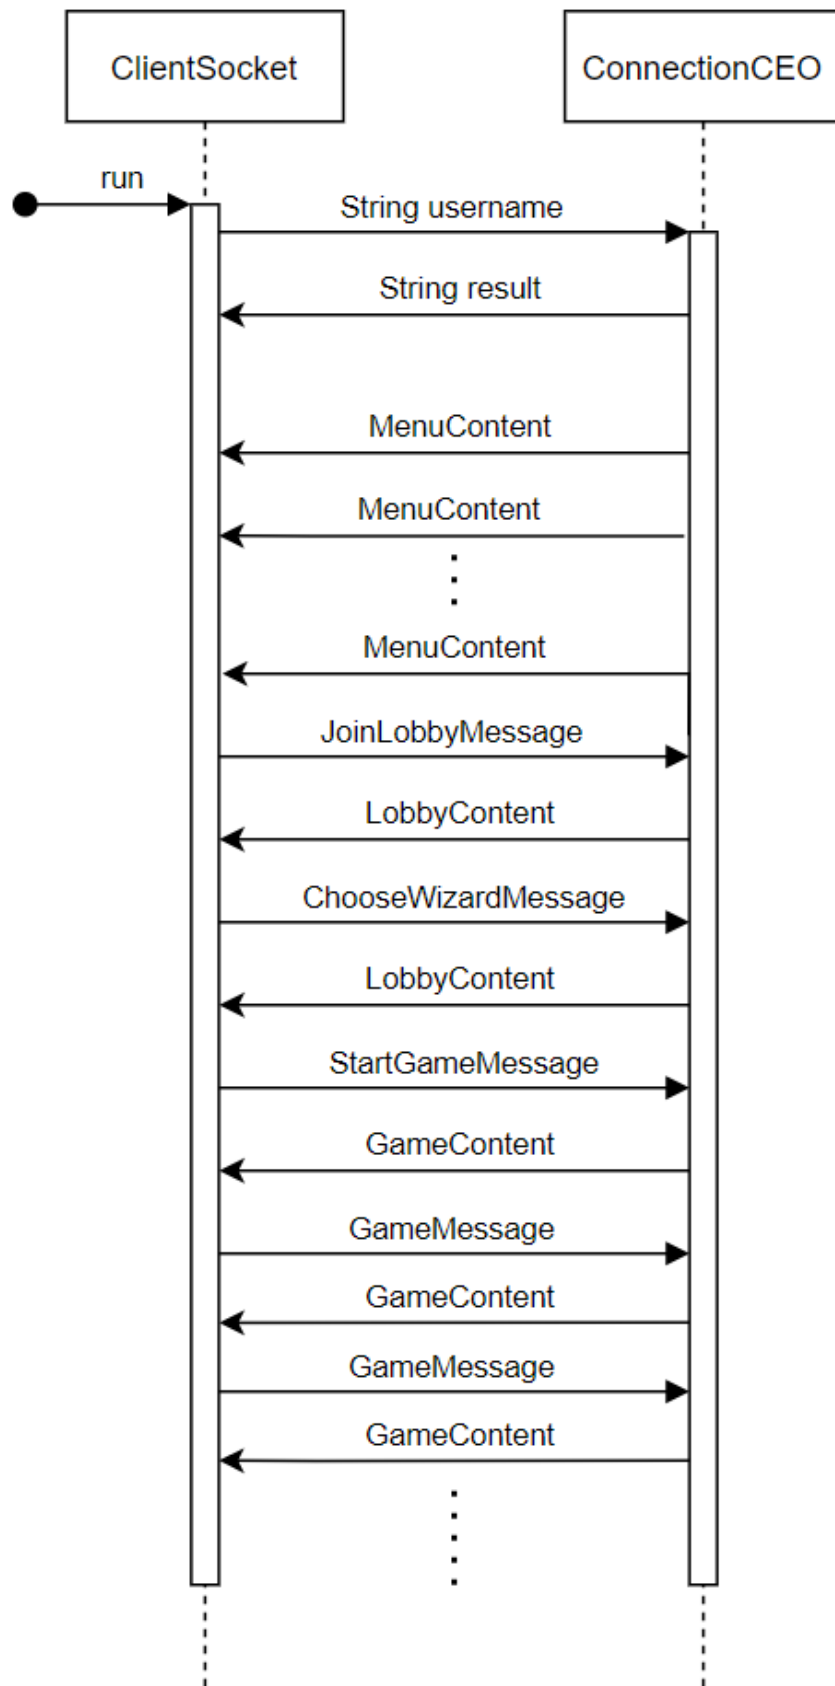 ClientSocket
ConnectionCEO
run
String username
String result
MenuContent
MenuContent
MenuContent
JoinLobbyMessage
LobbyContent
ChooseWizardMessage
LobbyContent
StartGameMessage
GameContent
GameMessage
GameContent
GameMessage
GameContent